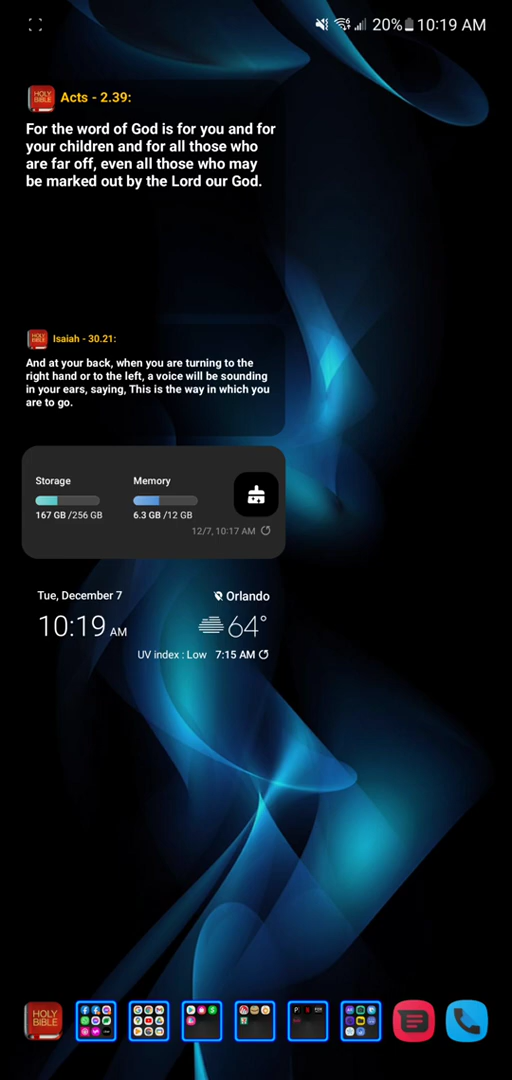 20% 10:19 AM
HOLY BIBLE Acts - 2.39:
For the word of God is for you and for
your children and for all those who
are far off, even all those who may
be marked out by the Lord our God.
HOLY BIBLE Isaiah - 30.21:
And at your back, when you are turning to the
right hand or to the left, a voice will be sounding
in your ears, saying, This is the way in which you
are to go.
Storage Memory
167 GB /256 GB 6.3 GB /12 GB
12/7, 10:17 AM
Tue, December 7 Orlando
10:19 AM 64°
UV index : Low 7:15 AM
HOLY BIBLE